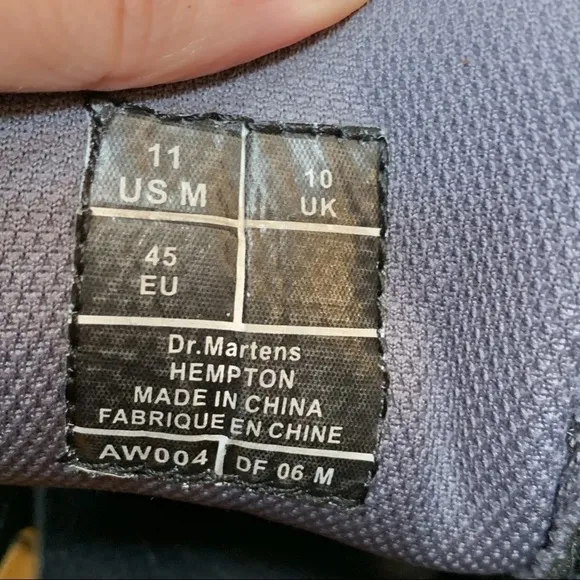 11
US M
10
UK
45
EU
Dr.Martens
HEMPTON
MADE IN CHINA
FABRIQUE EN CHINE
AW004
DF 06 M